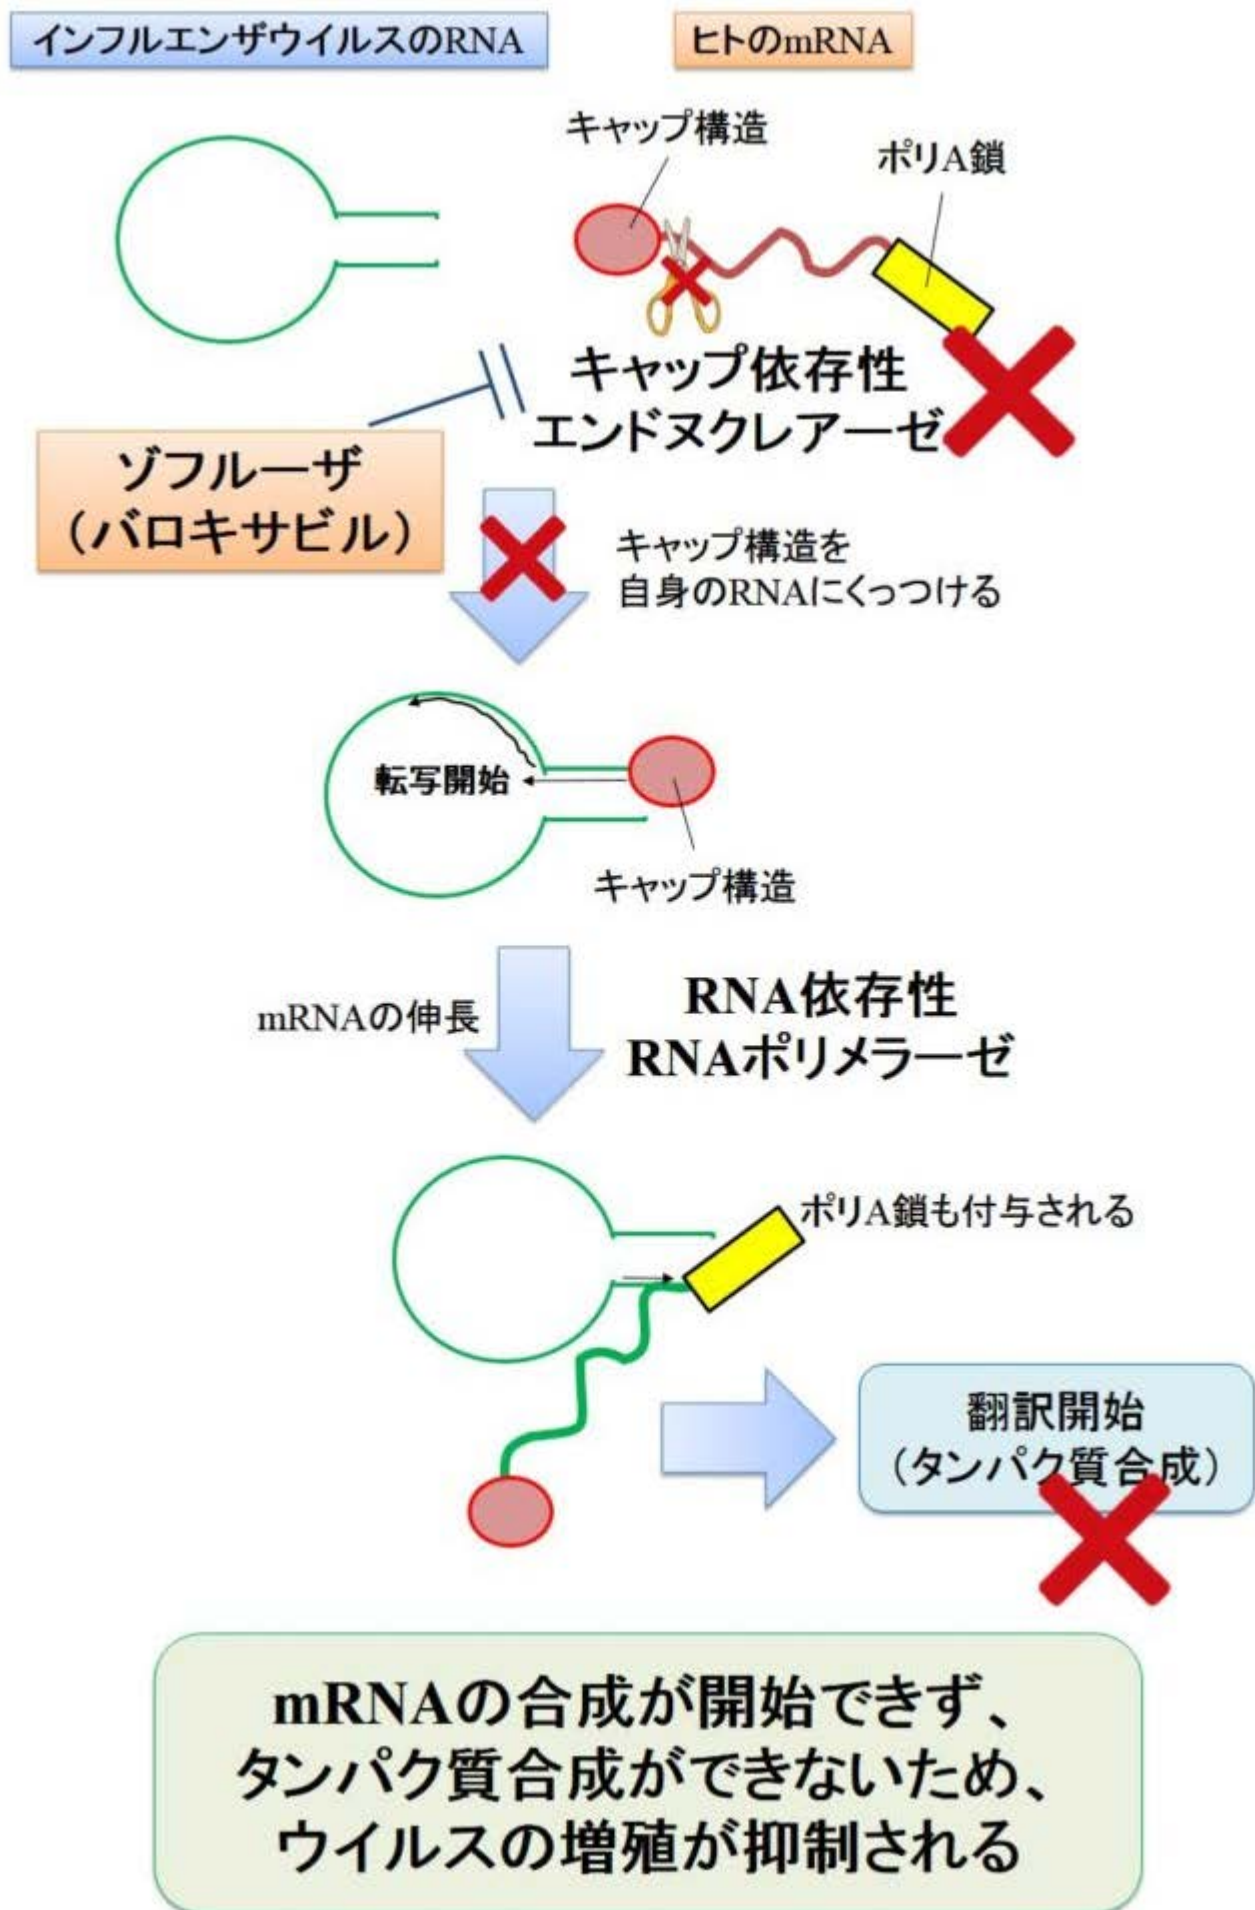 インフルエンザウイルスのRNA
ヒトのmRNA
キャップ構造
ポリA鎖
キャップ依存性
エンドヌクレアーゼ
ゾフルーザ
（バロキサビル）
キャップ構造を
自身のRNAにくっつける
転写開始
キャップ構造
mRNAの伸長
RNA依存性
RNAポリメラーゼ
ポリA鎖も付与される
翻訳開始
（タンパク質合成）
mRNAの合成が開始できず、
タンパク質合成ができないため、
ウイルスの増殖が抑制される